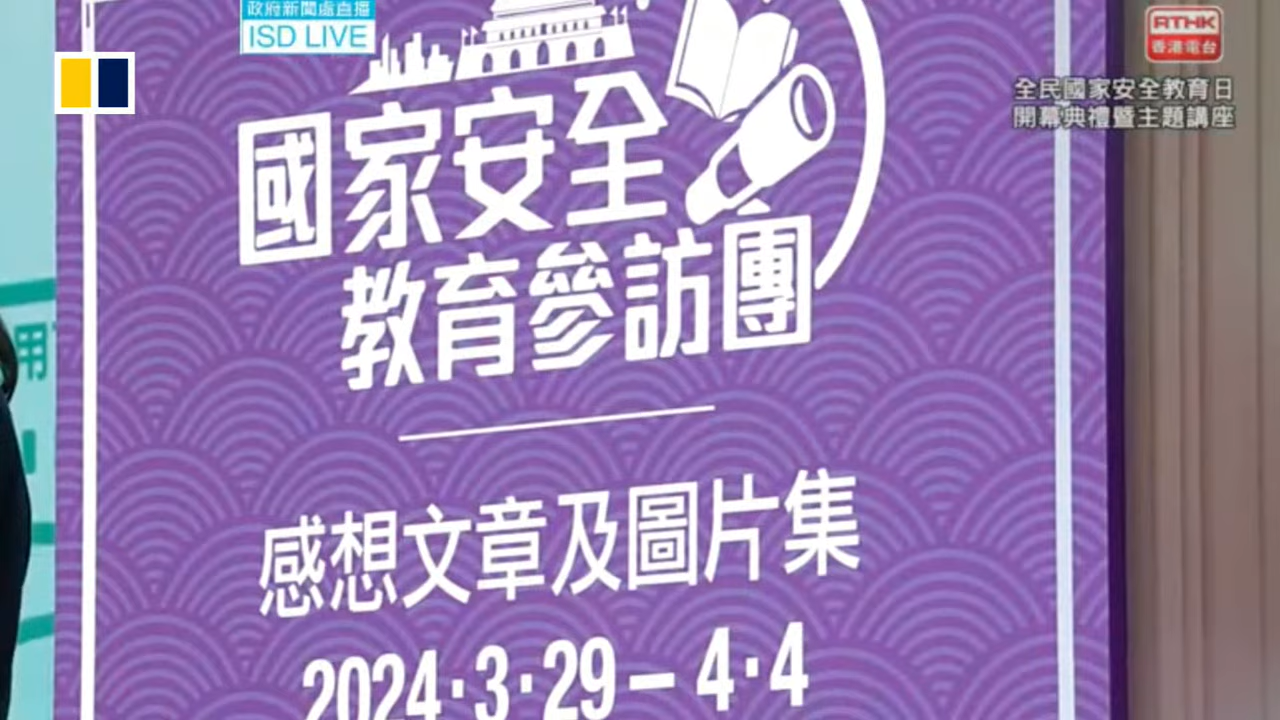 政府新聞處直播
ISD LIVE
RTHK
香港電台
全民國家安全教育日
開幕典禮暨主題講座
國家安全
教育參訪團
感想文章及圖片集
2024·3·29 – 4·4
用